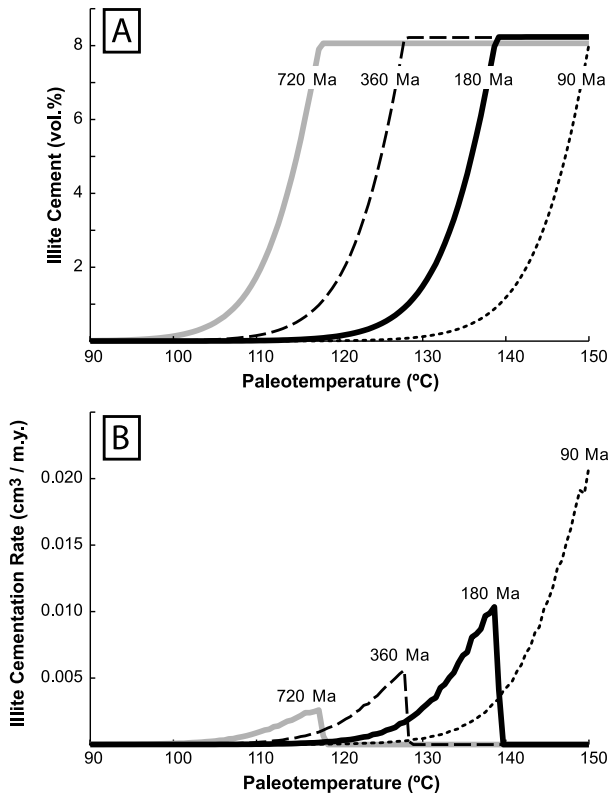 A
8
6
4
2
Illite Cement (vol.%)
720 Ma
360 Ma
180 Ma
90 Ma
90 100 110 120 130 140 150
Paleotemperature (ºC)
B
0.020
0.015
0.010
0.005
Illite Cementation Rate (cm³ / m.y.)
90 Ma
180 Ma
360 Ma
720 Ma
90 100 110 120 130 140 150
Paleotemperature (ºC)